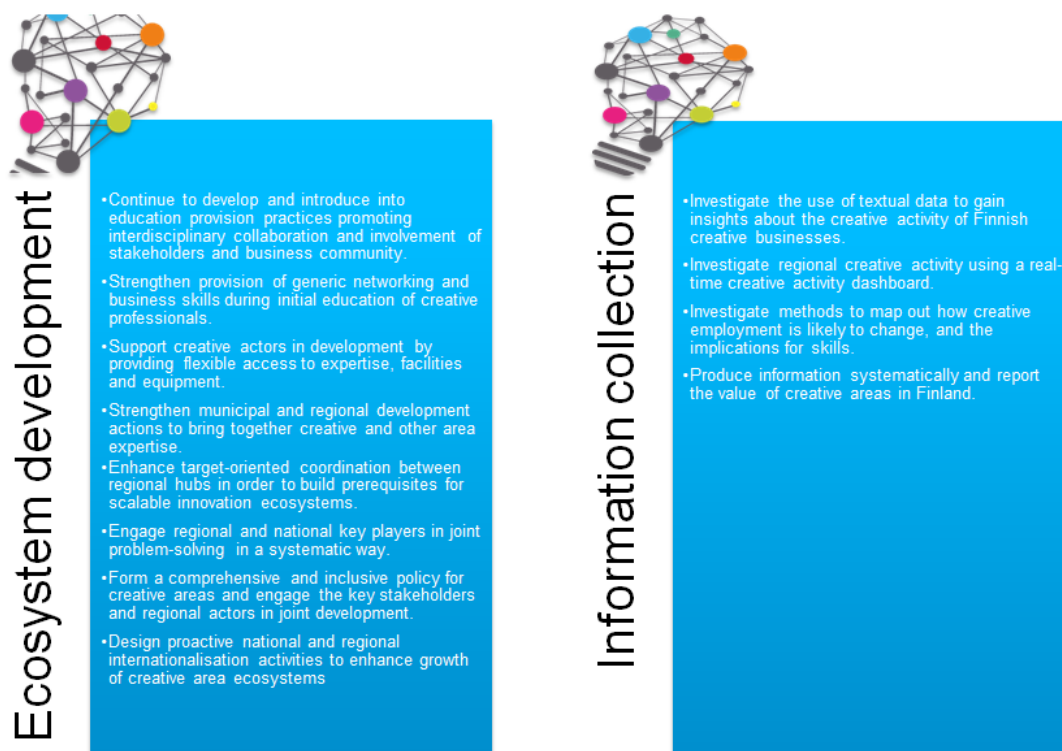 Ecosystem development
•Continue to develop and introduce into
education provision practices promoting
interdisciplinary collaboration and involvement of
stakeholders and business community.
•Strengthen provision of generic networking and
business skills during initial education of creative
professionals.
•Support creative actors in development by
providing flexible access to expertise, facilities
and equipment.
•Strengthen municipal and regional development
actions to bring together creative and other area
expertise.
•Enhance target-oriented coordination between
regional hubs in order to build prerequisites for
scalable innovation ecosystems.
•Engage regional and national key players in joint
problem-solving in a systematic way.
•Form a comprehensive and inclusive policy for
creative areas and engage the key stakeholders
and regional actors in joint development.
•Design proactive national and regional
internationalisation activities to enhance growth
of creative area ecosystems
Information collection
•Investigate the use of textual data to gain
insights about the creative activity of Finnish
creative businesses.
•Investigate regional creative activity using a real-
time creative activity dashboard.
•Investigate methods to map out how creative
employment is likely to change, and the
implications for skills.
•Produce information systematically and report
the value of creative areas in Finland.